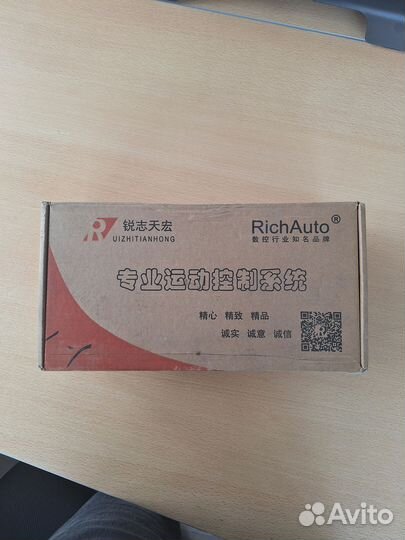 R 锐志天宏
UIZHITIANHONG
RichAuto®
数控行业知名品牌
专业运动控制系统
精心 精致 精品
诚实 诚意 诚信
Avito